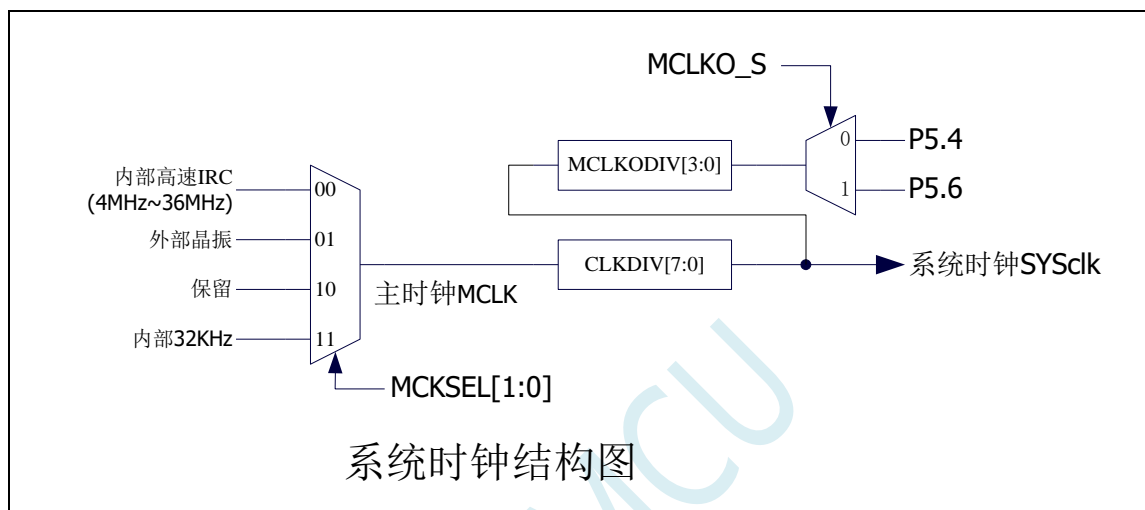 MCLKO_S
MCLKODIV[3:0]
0
P5.4
1
P5.6
内部高速IRC
(4MHz~36MHz)
00
外部晶振
01
保留
10
内部32KHz
11
主时钟MCLK
CLKDIV[7:0]
系统时钟SYSclk
MCKSEL[1:0]
系统时钟结构图
MCU